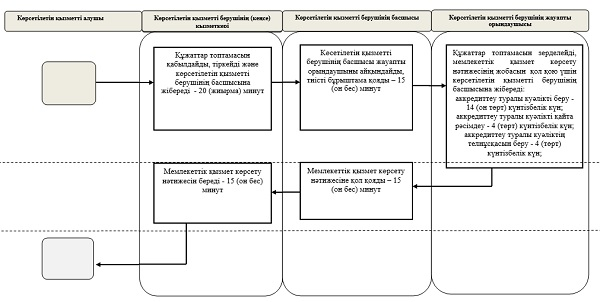 Көрсетілетін қызметті алушы
Көрсетілетін қызметті берушінің (кеңсе)
қызметкері
Көрсетілетін қызметті берушінің басшысы
Көрсетілетін қызметті берушінің жауапты
орындаушысы
Құжаттар топтамасын
қабылдайды, тіркейді және
көрсетілетін қызметті
берушінің басшысына
жібереді - 20 (жиырма) минут
Көсетілетін қызметті
берушінің басшысы жауапты
орындаушыны айқындайды,
тиісті бұрыштама қояды – 15
(он бес) минут
Құжаттар топтамасын зерделейді,
мемлекеттік қызмет көрсету
нәтижесінің жобасын қол қою үшін
көрсетілетін қызметті берушінің
басшысына жібереді:
аккредиттеу туралы куәлікті беру -
14 (он төрт) күнтізбелік күн;
аккредиттеу туралы куәлікті қайта
рәсімдеу - 4 (төрт) күнтізбелік күн;
аккредиттеу туралы куәліктің
телнұсқасын беру - 4 (төрт)
күнтізбелік күн;
Мемлекеттік қызмет көрсету
нәтижесін береді - 15 (он бес)
минут
Мемлекеттік қызмет көрсету
нәтижесіне қол қояды – 15
(он бес) минут